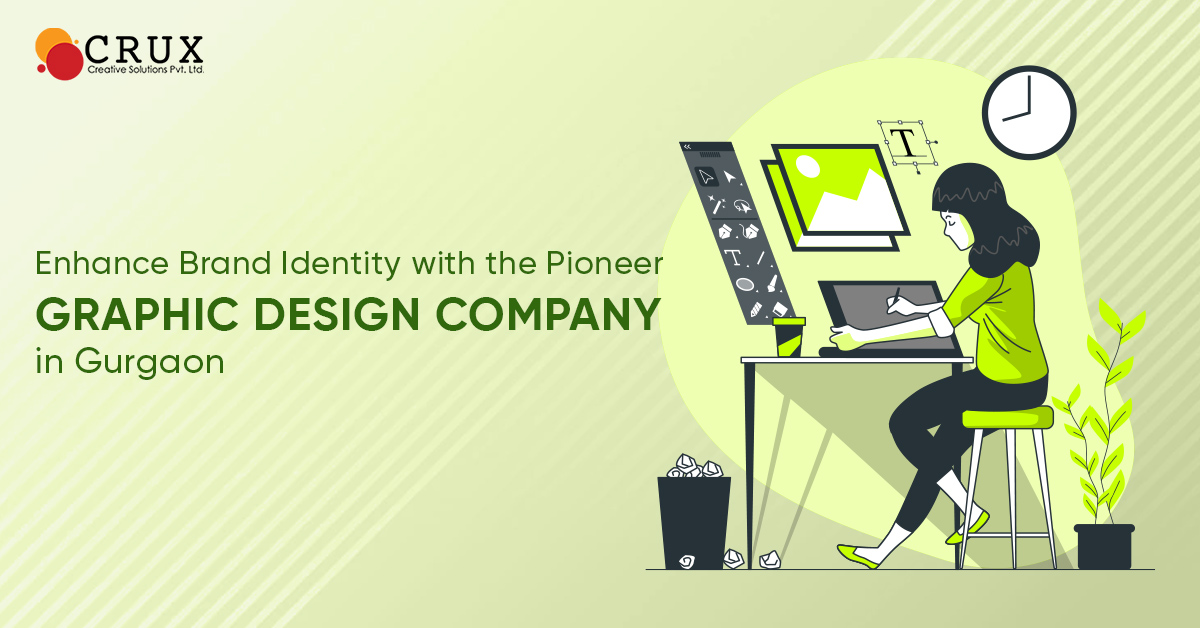 CRUX
Creative Solutions Pvt. Ltd.
Enhance Brand Identity with the Pioneer
GRAPHIC DESIGN COMPANY
in Gurgaon
T
T